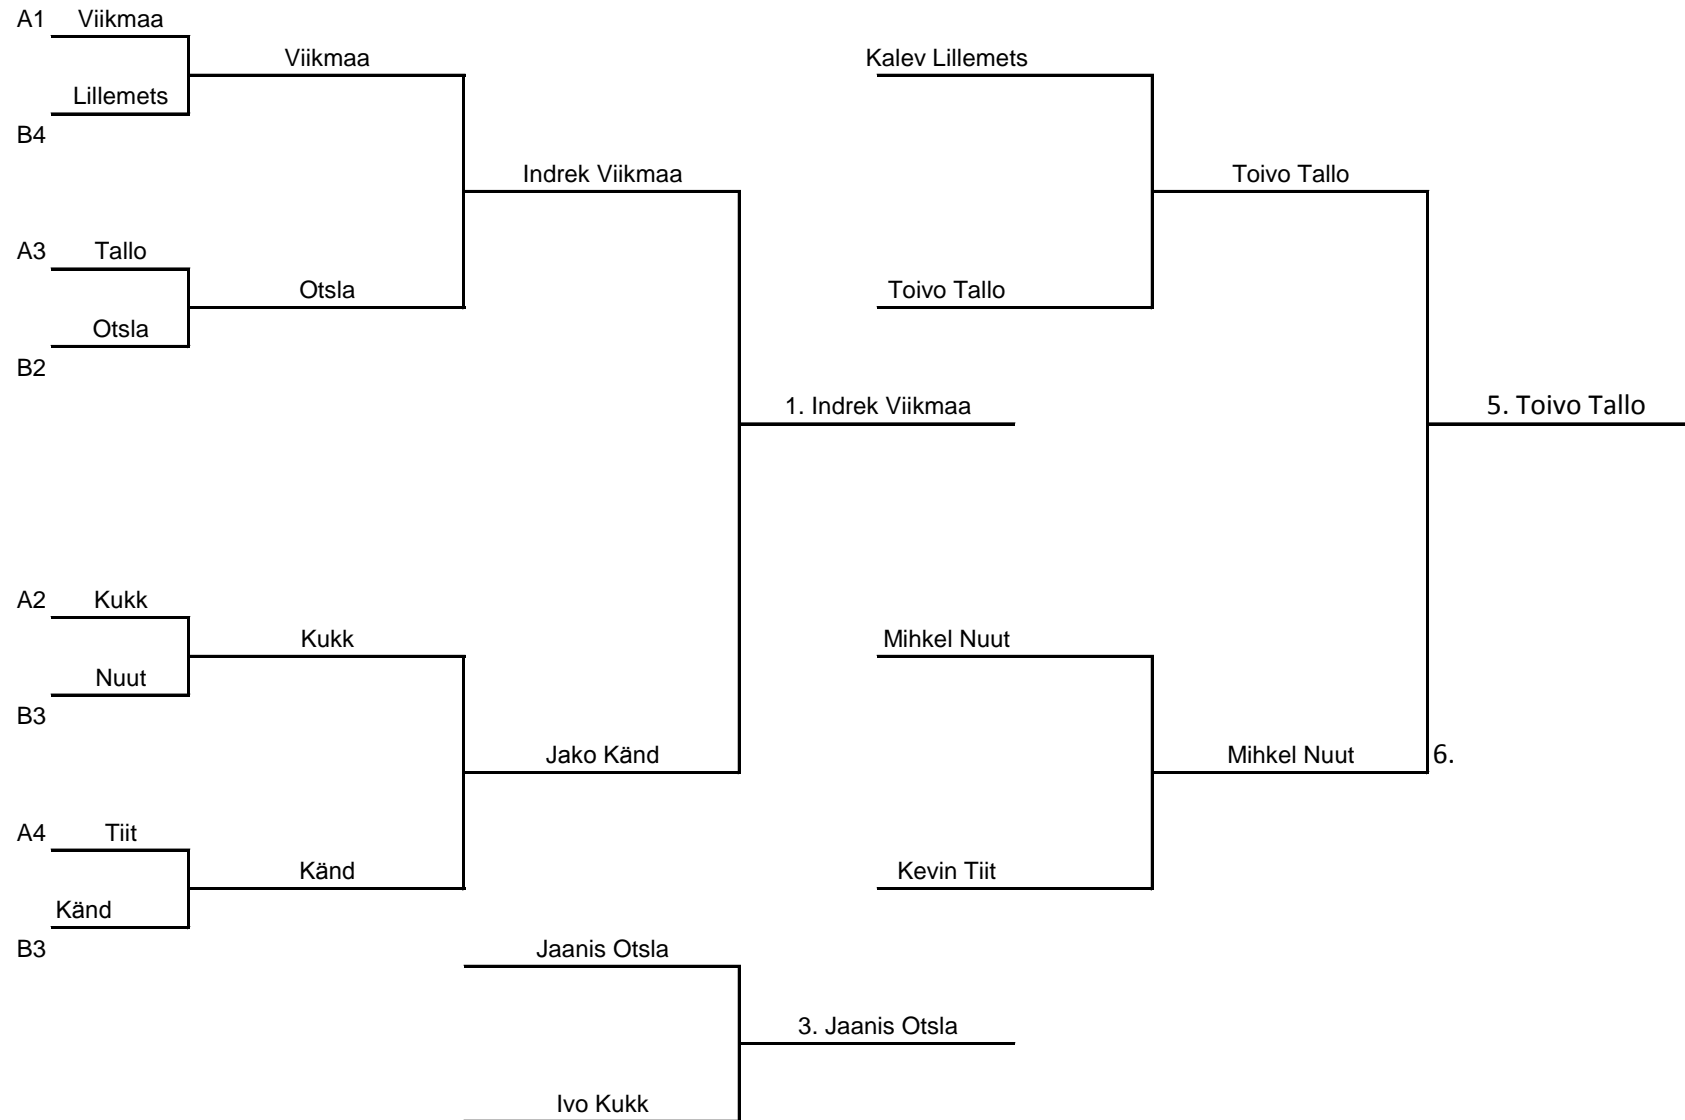 A1 Viikmaa
Viikmaa
Kalev Lillemets
Lillemets
B4
Indrek Viikmaa
Toivo Tallo
A3 Tallo
Otsla
Toivo Tallo
Otsla
B2
1. Indrek Viikmaa
5. Toivo Tallo
A2 Kukk
Kukk
Mihkel Nuut
Nuut
B3
Jako Känd
Mihkel Nuut 6.
A4 Tiit
Känd
Kevin Tiit
Känd
B3
Jaanis Otsla
3. Jaanis Otsla
Ivo Kukk